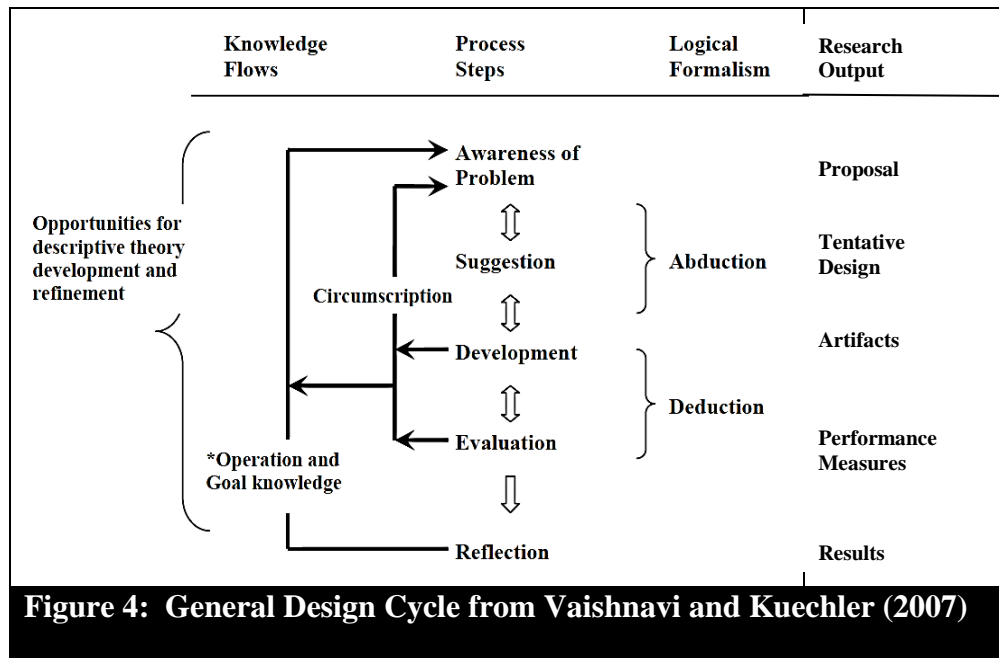 Knowledge Flows
Process Steps
Logical Formalism
Research Output
Opportunities for
descriptive theory
development and
refinement
Circumscription
*Operation and
Goal knowledge
Awareness of
Problem
Suggestion
Development
Evaluation
Reflection
Abduction
Deduction
Proposal
Tentative
Design
Artifacts
Performance
Measures
Results
Figure 4: General Design Cycle from Vaishnavi and Kuechler (2007)